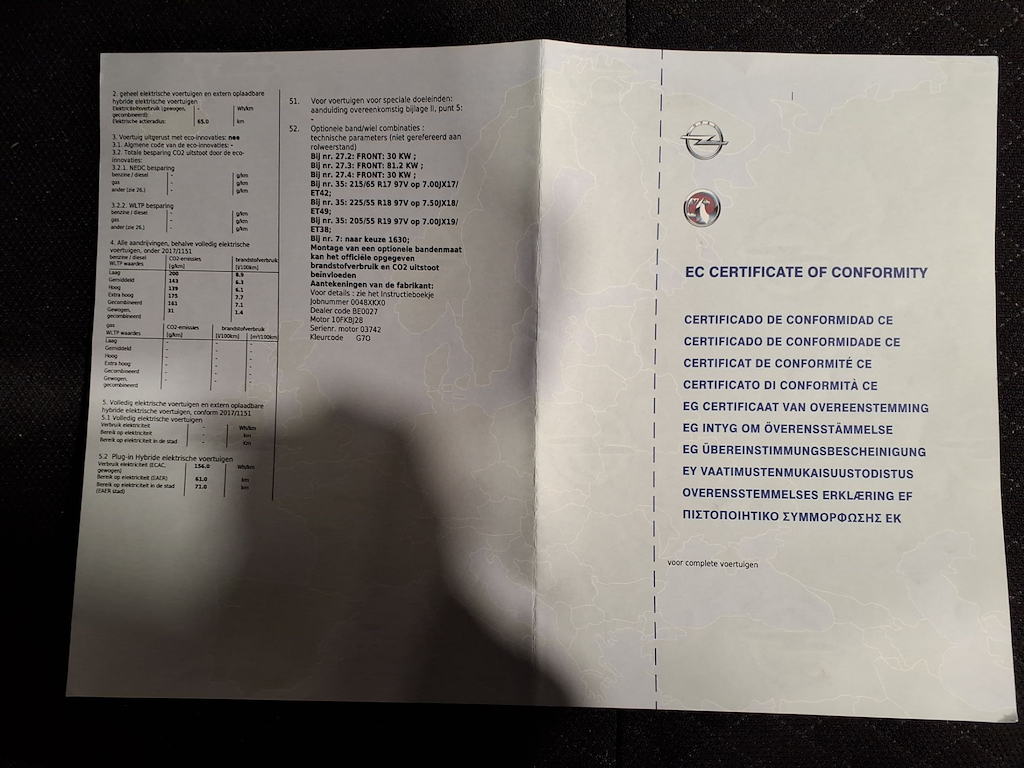 2. geheel elektrische voertuigen en extern oplaadbare
hybride elektrische voertuigen
Elektriciteitverbruik (gewogen, - Wh/km
gecombineerd):
Elektrische actieradius: 65.0 km
3. Voertuig uitgerust met eco-innovaties: nee
3.1. Algmene code van de eco-innovaties: -
3.2. Totale besparing CO2 uitstoot door de eco-
innovaties:
3.2.1. NEDC besparing
benzine / diesel - g/km
gas - g/km
ander (zie 26.) - g/km
3.2.2. WLTP besparing
benzine / diesel - g/km
gas - g/km
ander (zie 26.) - g/km
4. Alle aandrijvingen, behalve volledig elektrische
voertuigen, onder 2017/1151
benzine / diesel CO2-emissies brandstofverbruik
WLTP waardes [g/km] [l/100km]
Laag 200 8.9
Gemiddeld 143 6.3
Hoog 139 6.1
Extra hoog 175 7.7
Gecombineerd 161 7.1
Gewogen, 31 1.4
gecombineerd
gas CO2-emissies brandstofverbruik
WLTP waardes [g/km] [l/100km] [m³/100km]
Laag - - -
Gemiddeld - - -
Hoog - - -
Extra hoog - - -
Gecombineerd - - -
Gewogen, - - -
gecombineerd
5. Volledig elektrische voertuigen en extern oplaadbare
hybride elektrische voertuigen, conform 2017/1151
5.1 Volledig elektrische voertuigen
Verbruik elektriciteit - Wh/km
Bereik op elektriciteit - km
Bereik op elektriciteit in de stad - Km
5.2 Plug-in Hybride elektrische voertuigen
Verbruik elektriciteit (ECAC, 156.0 Wh/km
gewogen)
Bereik op elektriciteit (EAER) 61.0 km
Bereik op elektriciteit in de stad 71.0 km
(EAER stad)
51. Voor voertuigen voor speciale doeleinden:
aanduiding overeenkomstig bijlage II, punt 5:
-
52. Optionele band/wiel combinaties :
technische parameters (niet gerefereerd aan
rolweerstand)
Bij nr. 27.2: FRONT: 30 KW ;
Bij nr. 27.3: FRONT: 81.2 KW ;
Bij nr. 27.4: FRONT: 30 KW ;
Bij nr. 35: 215/65 R17 97V op 7.00JX17/
ET42;
Bij nr. 35: 225/55 R18 97V op 7.50JX18/
ET49;
Bij nr. 35: 205/55 R19 97V op 7.00JX19/
ET38;
Bij nr. 7: naar keuze 1630;
Montage van een optionele bandenmaat
kan het officiële opgegeven
brandstofverbruik en CO2 uitstoot
beïnvloeden
Aantekeningen van de fabrikant:
Voor details : zie het Instructieboekje
Jobnummer 0048XKX0
Dealer code BE0027
Motor 10FKBJ28
Serienr. motor 03742
Kleurcode G7O
EC CERTIFICATE OF CONFORMITY
CERTIFICADO DE CONFORMIDAD CE
CERTIFICADO DE CONFORMIDADE CE
CERTIFICAT DE CONFORMITÉ CE
CERTIFICATO DI CONFORMITÀ CE
EG CERTIFICAAT VAN OVEREENSTEMMING
EG INTYG OM ÖVERENSSTÄMMELSE
EG ÜBEREINSTIMMUNGSBESCHEINIGUNG
EY VAATIMUSTENMUKAISUUSTODISTUS
OVERENSSTEMMELSES ERKLÆRING EF
ΠΙΣΤΟΠΟΙΗΤΙΚΟ ΣΥΜΜΟΡΦΩΣΗΣ ΕΚ
voor complete voertuigen